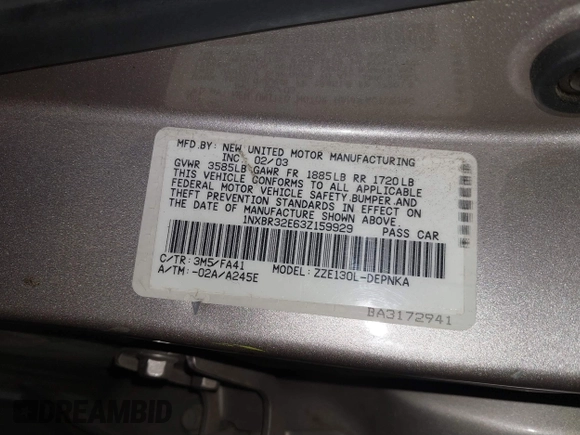 MFD.BY: NEW UNITED MOTOR MANUFACTURING
INC 02/03
GVWR 3585LB GAWR FR 1885LB RR 1720LB
THIS VEHICLE CONFORMS TO ALL APPLICABLE
FEDERAL MOTOR VEHICLE SAFETY,BUMPER,AND
THEFT PREVENTION STANDARDS IN EFFECT ON
THE DATE OF MANUFACTURE SHOWN ABOVE.
1NXBR32E63Z159929 PASS CAR
C/TR: 3M5/FA41
A/TM: -02A/A245E MODEL: ZZE130L-DEPNKA
BA3172941
DREAMBID